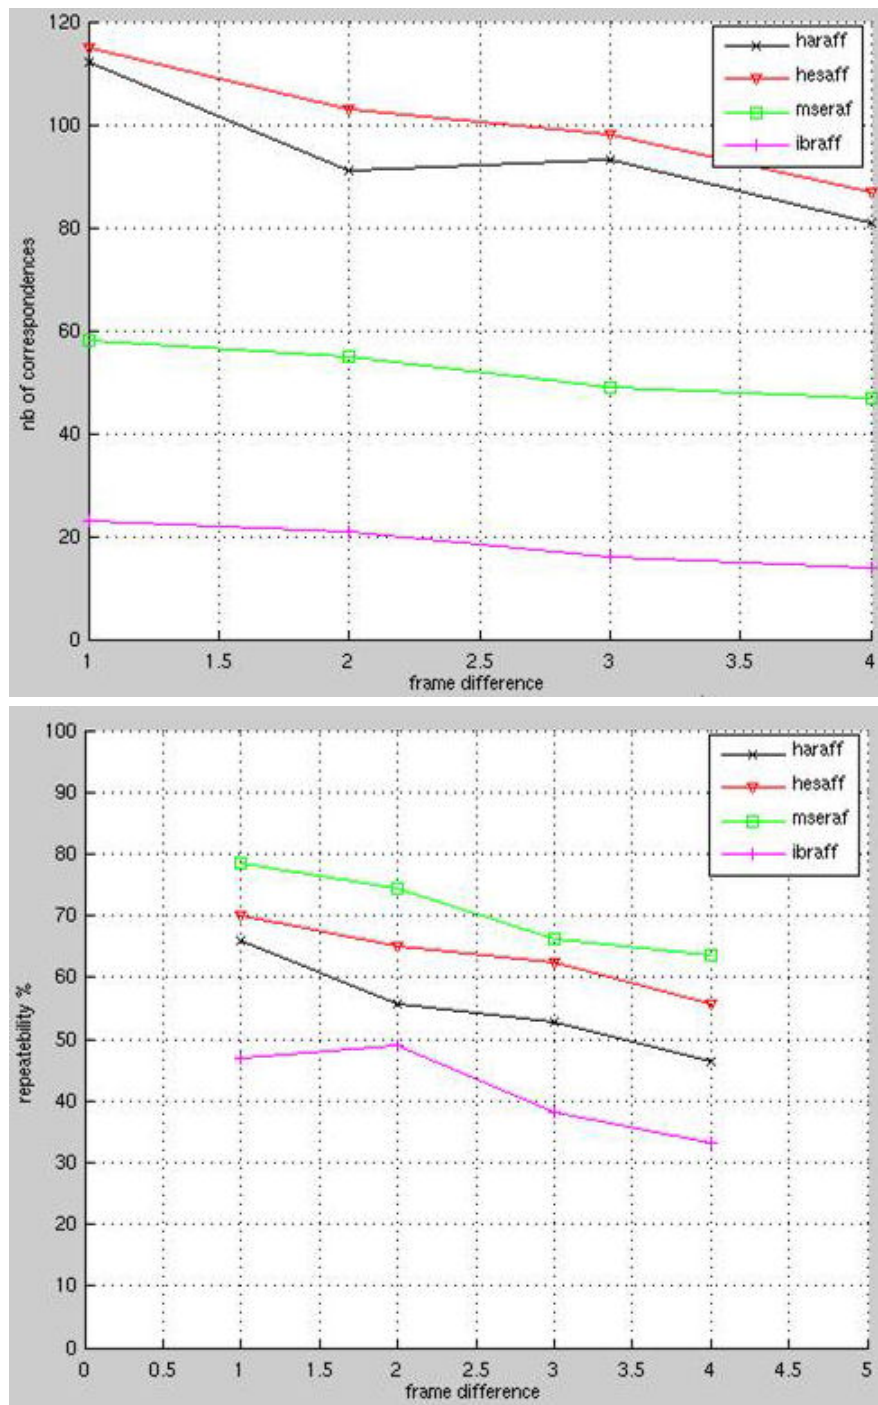 120
100
80
60
40
20
0
nb of correspondences
haraff
hesaff
mseraf
ibraff
1 1.5 2 2.5 3 3.5 4
frame difference
100
90
80
70
60
50
40
30
20
10
0
repeatebility %
haraff
hesaff
mseraf
ibraff
0 0.5 1 1.5 2 2.5 3 3.5 4 4.5 5
frame difference